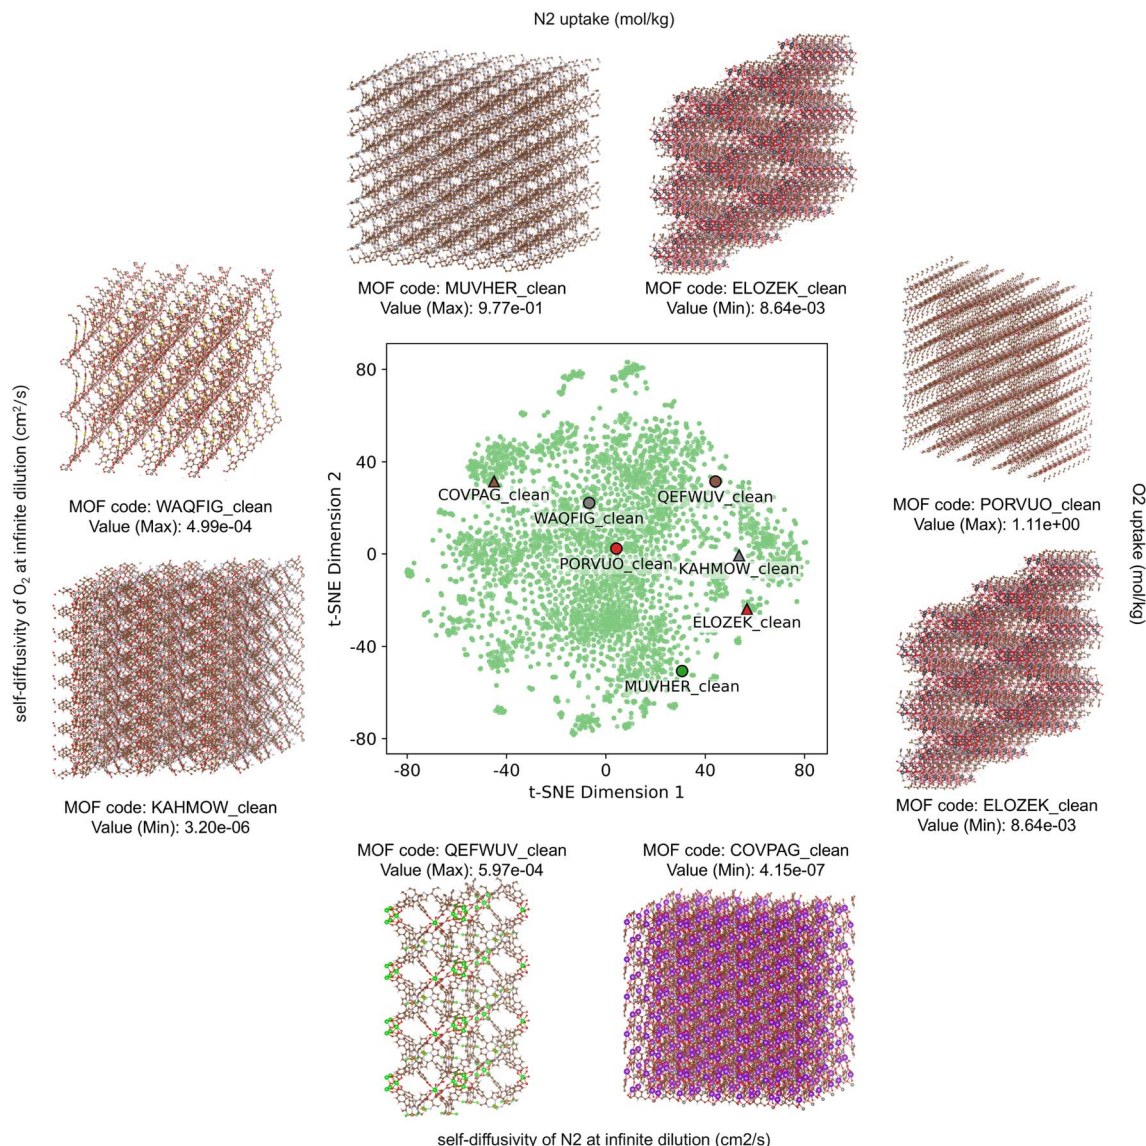 N2 uptake (mol/kg)
MOF code: MUVHER_clean
Value (Max): 9.77e-01
MOF code: ELOZEK_clean
Value (Min): 8.64e-03
self-diffusivity of O₂ at infinite dilution (cm²/s)
MOF code: WAQFIG_clean
Value (Max): 4.99e-04
MOF code: KAHMOW_clean
Value (Min): 3.20e-06
t-SNE Dimension 2
80
40
0
-40
-80
COVPAG_clean
QEFWUV_clean
WAQFIG_clean
PORVUO_clean
KAHMOW_clean
ELOZEK_clean
MUVHER_clean
-80
-40
0
40
80
t-SNE Dimension 1
MOF code: PORVUO_clean
Value (Max): 1.11e+00
O2 uptake (mol/kg)
MOF code: ELOZEK_clean
Value (Min): 8.64e-03
MOF code: QEFWUV_clean
Value (Max): 5.97e-04
MOF code: COVPAG_clean
Value (Min): 4.15e-07
self-diffusivity of N2 at infinite dilution (cm2/s)